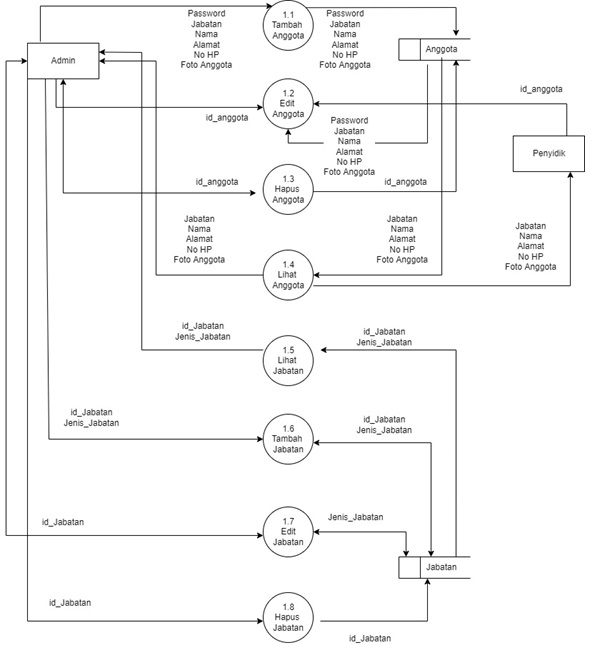 Password
Jabatan
Nama
Alamat
No HP
Foto Anggota
1.1
Tambah
Anggota
Password
Jabatan
Nama
Alamat
No HP
Foto Anggota
Anggota
Admin
id_anggota
1.2
Edit
Anggota
id_anggota
Password
Jabatan
Nama
Alamat
No HP
Foto Anggota
Penyidik
id_anggota
1.3
Hapus
Anggota
id_anggota
Jabatan
Nama
Alamat
No HP
Foto Anggota
1.4
Lihat
Anggota
Jabatan
Nama
Alamat
No HP
Foto Anggota
Jabatan
Nama
Alamat
No HP
Foto Anggota
id_Jabatan
Jenis_Jabatan
1.5
Lihat
Jabatan
id_Jabatan
Jenis_Jabatan
id_Jabatan
Jenis_Jabatan
1.6
Tambah
Jabatan
id_Jabatan
Jenis_Jabatan
id_Jabatan
1.7
Edit
Jabatan
Jenis_Jabatan
Jabatan
id_Jabatan
1.8
Hapus
Jabatan
id_Jabatan